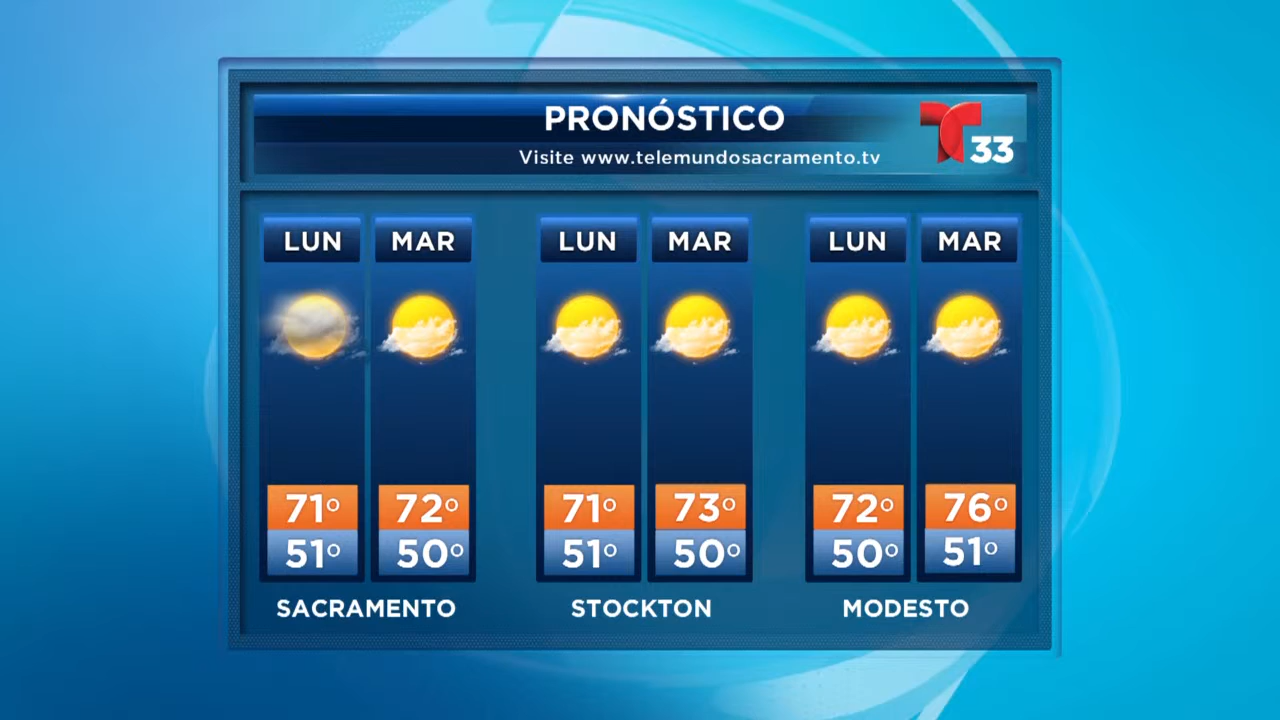 PRONÓSTICO
Visite www.telemundosacramento.tv
33
LUN MAR LUN MAR LUN MAR
71° 72° 71° 73° 72° 76°
51° 50° 51° 50° 50° 51°
SACRAMENTO STOCKTON MODESTO